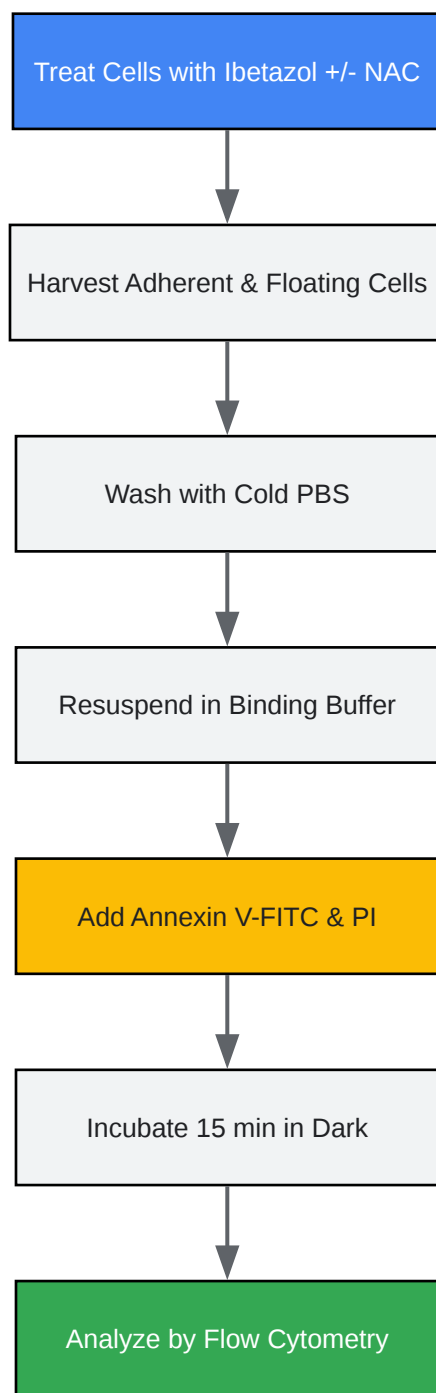 Treat Cells with Ibetazol +/- NAC
Harvest Adherent & Floating Cells
Wash with Cold PBS
Resuspend in Binding Buffer
Add Annexin V-FITC & PI
Incubate 15 min in Dark
Analyze by Flow Cytometry